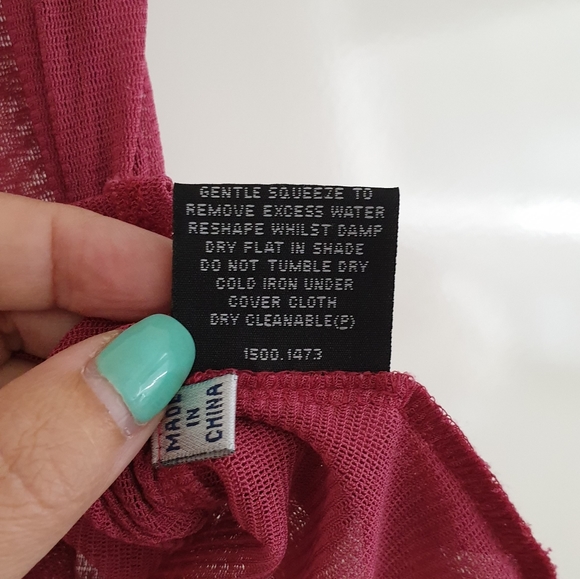 GENTLE SQUEEZE TO
REMOVE EXCESS WATER
RESHAPE WHILST DAMP
DRY FLAT IN SHADE
DO NOT TUMBLE DRY
COLD IRON UNDER
COVER CLOTH
DRY CLEANABLE(P)
1500.1473
MADE
IN
CHINA